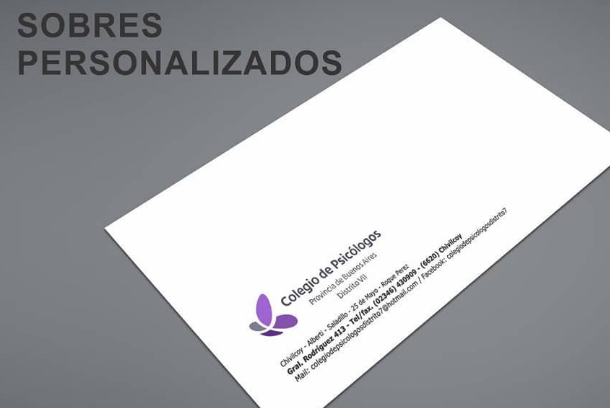 SOBRES
PERSONALIZADOS
Colegio de Psicólogos
Provincia de Buenos Aires
Distrito VII
Chivilcoy - Alberti - Saladillo - 25 de Mayo - Roque Perez
Gral. Rodriguez 413 - Tel/fax. (02346) 430909 - (6620) Chivilcoy
Mail: colegiodepsicologosdistrito7@hotmail.com / Facebook: colegiodepsicologosdistrito7